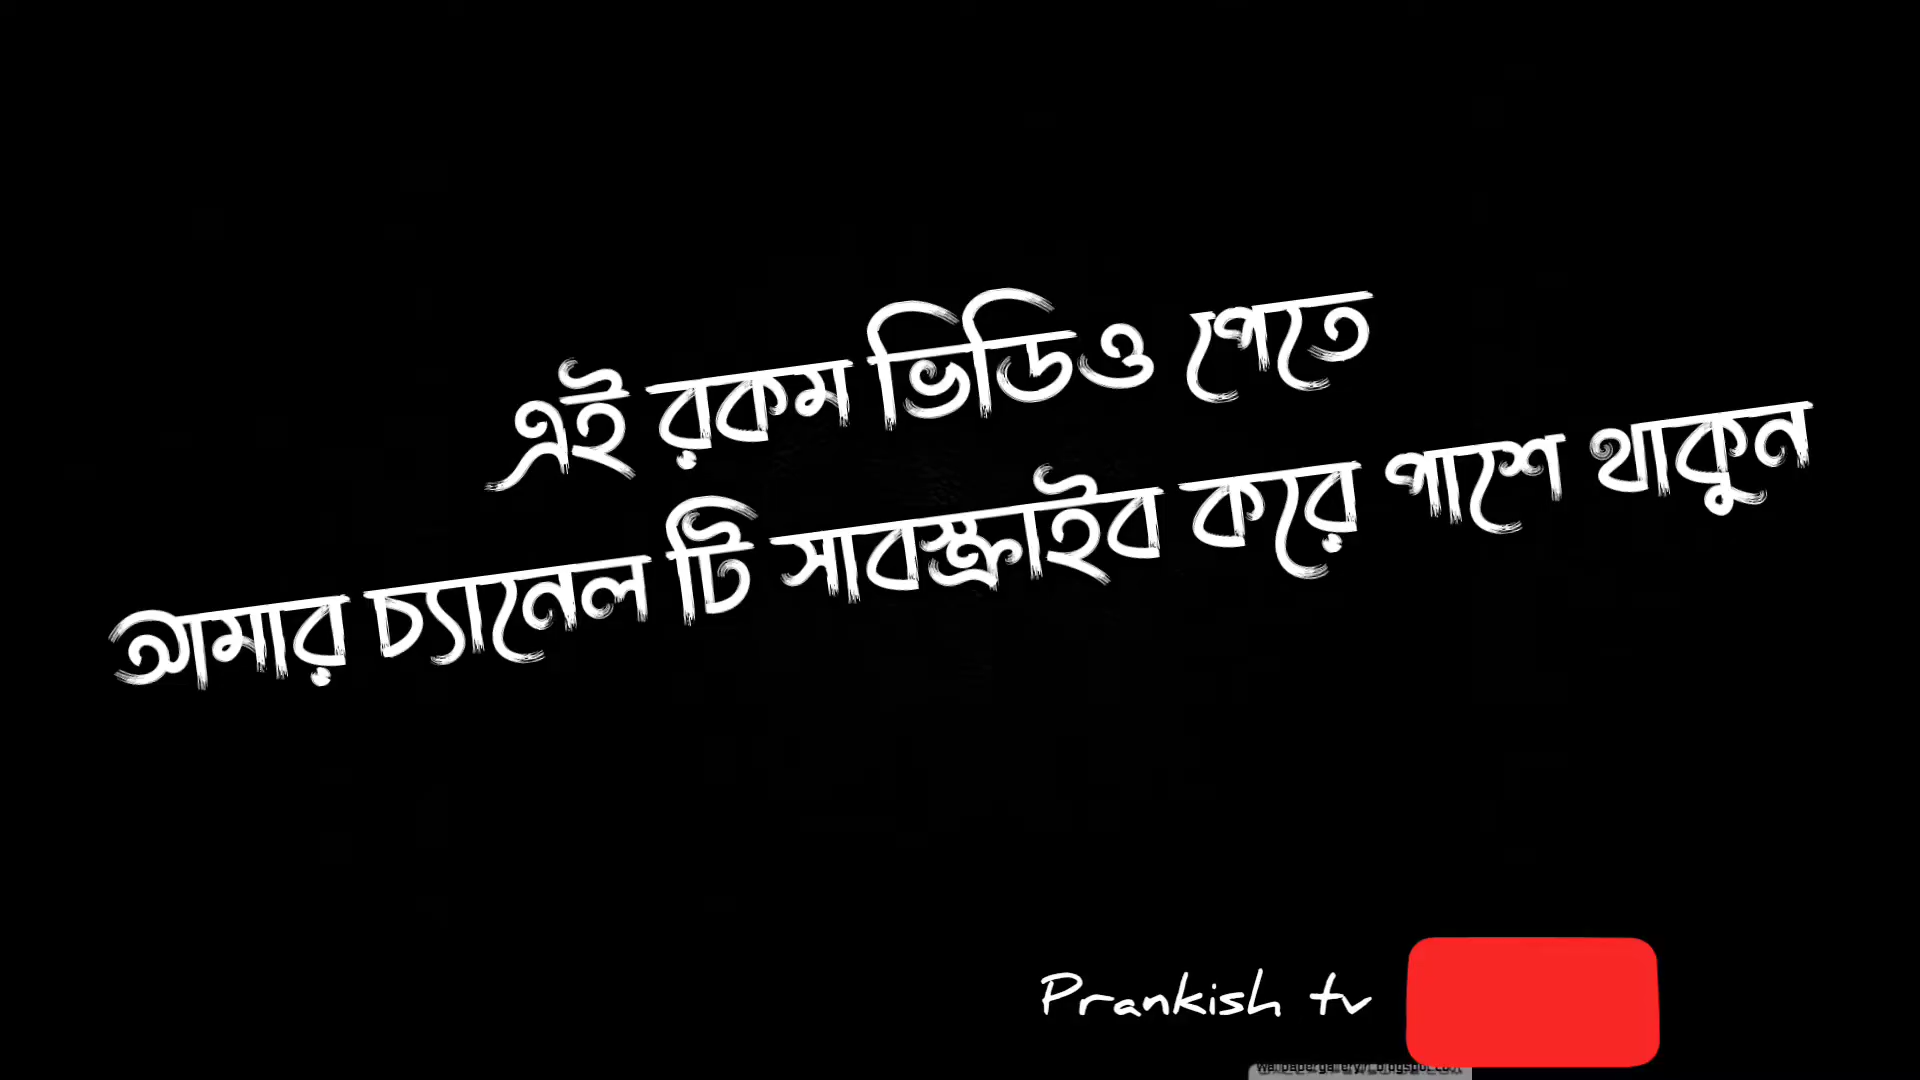 এই রকম ভিডিও পেতে
আমার চ্যানেল টি সাবস্ক্রাইব করে পাশে থাকুন
Prankish tv